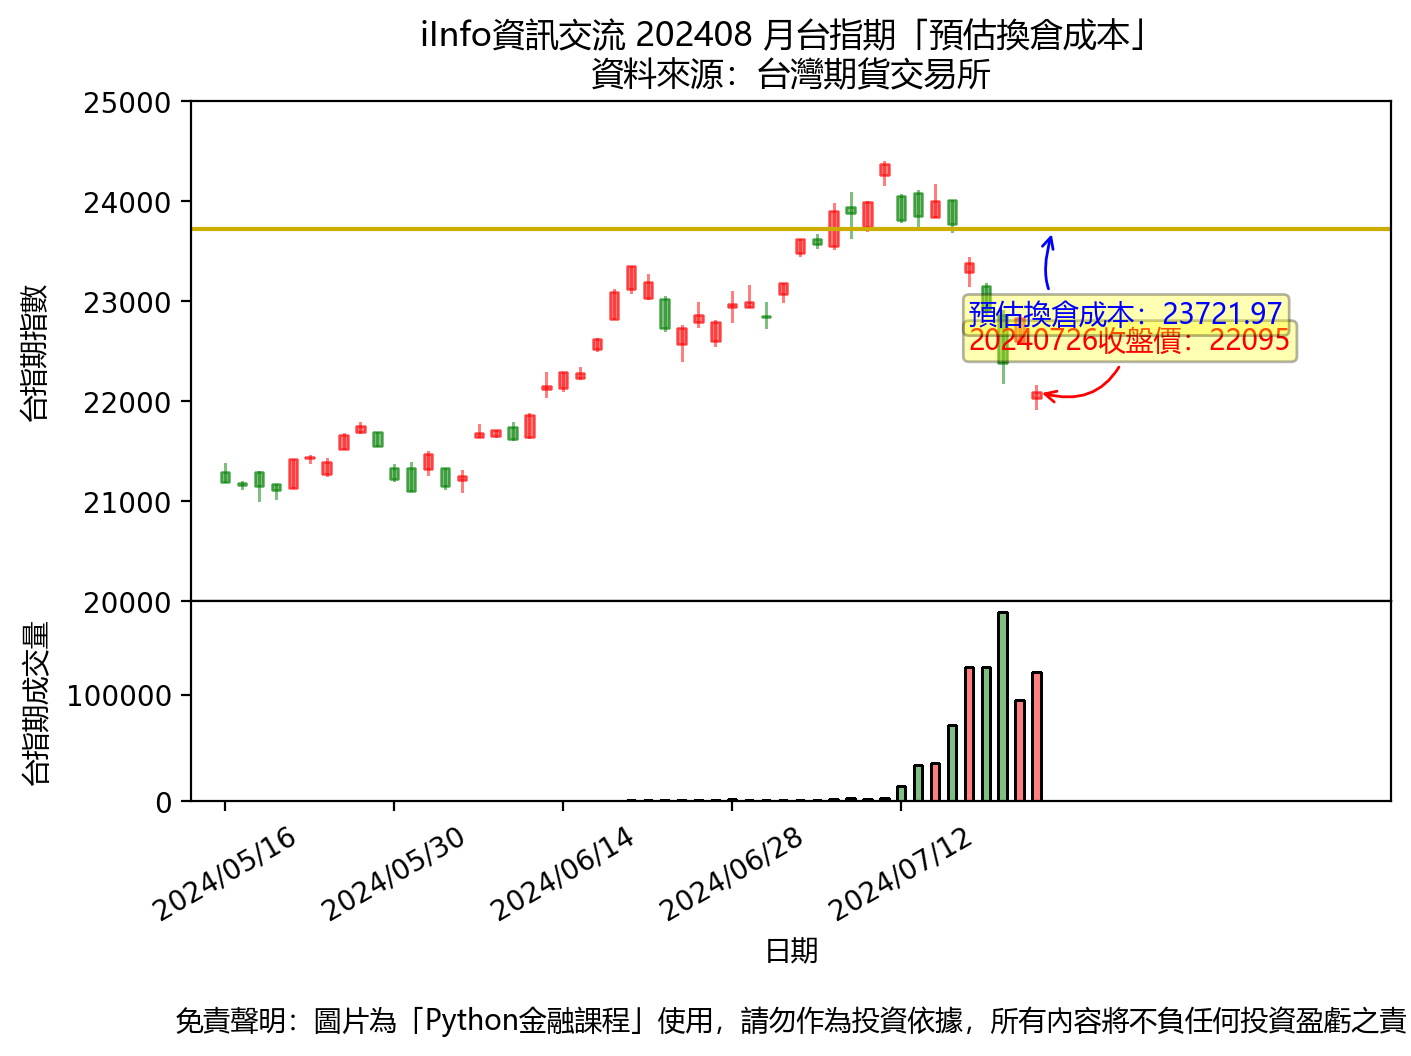 iInfo資訊交流 202408 月台指期「預估換倉成本」
資料來源：台灣期貨交易所
25000
24000
23000
22000
21000
20000
台指期指數
預估換倉成本：23721.97
20240726收盤價：22095
100000
0
台指期成交量
2024/05/16
2024/05/30
2024/06/14
2024/06/28
2024/07/12
日期
免責聲明：圖片為「Python金融課程」使用，請勿作為投資依據，所有內容將不負任何投資盈虧之責